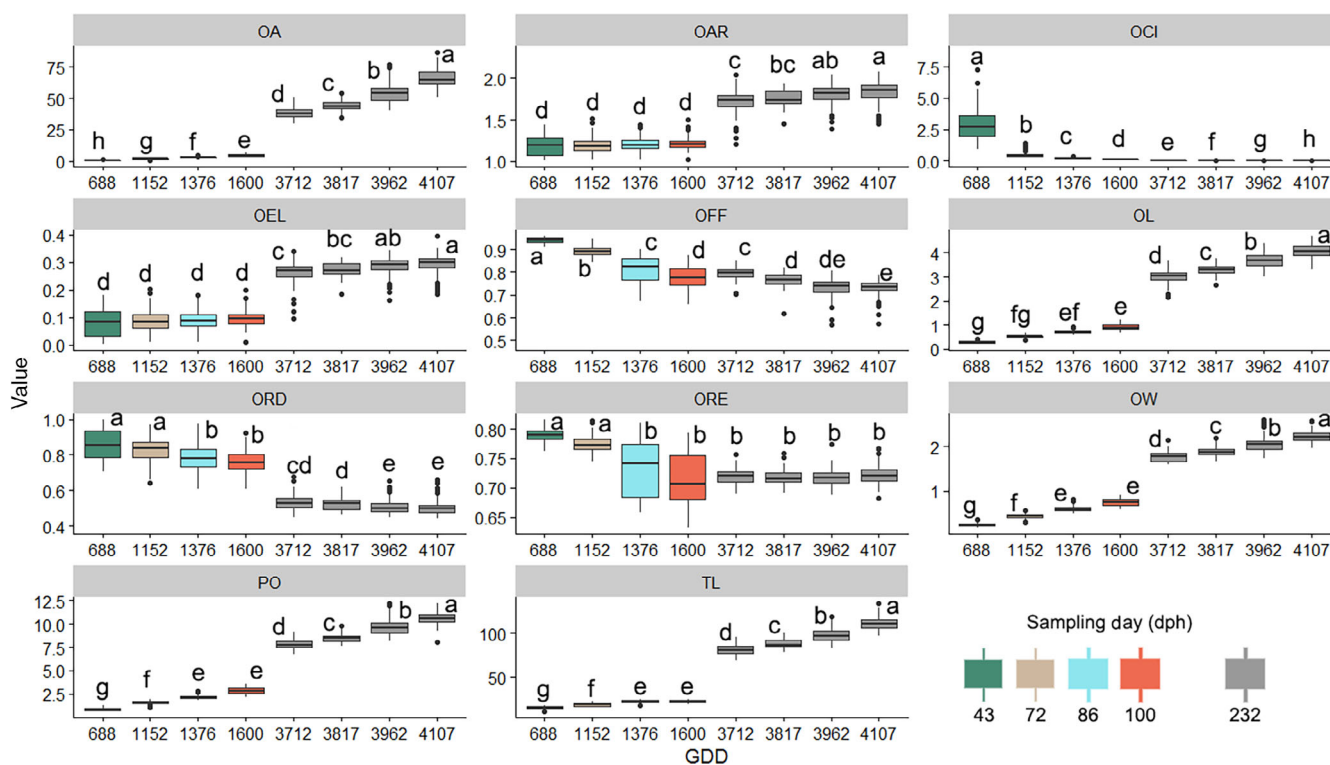 OA OAR OCI
75
50
25
0
h g f e d c b a
688 1152 1376 1600 3712 3817 3962 4107
2.0
1.5
1.0
d d d d c bc ab a
688 1152 1376 1600 3712 3817 3962 4107
7.5
5.0
2.5
0.0
a b c d e f g h
688 1152 1376 1600 3712 3817 3962 4107
OEL OFF OL
0.4
0.3
0.2
0.1
0.0
d d d d c bc ab a
688 1152 1376 1600 3712 3817 3962 4107
0.9
0.8
0.7
0.6
0.5
a b c d c d de e
688 1152 1376 1600 3712 3817 3962 4107
4
3
2
1
0
g fg ef e d c b a
688 1152 1376 1600 3712 3817 3962 4107
Value
ORD ORE OW
1.0
0.8
0.6
0.4
a a b b cd d e e
688 1152 1376 1600 3712 3817 3962 4107
0.80
0.75
0.70
0.65
a a b b b b b b
688 1152 1376 1600 3712 3817 3962 4107
2
1
g f e e d c b a
688 1152 1376 1600 3712 3817 3962 4107
PO TL
12.5
10.0
7.5
5.0
2.5
g f e e d c b a
688 1152 1376 1600 3712 3817 3962 4107
100
50
g f e e d c b a
688 1152 1376 1600 3712 3817 3962 4107
GDD
Sampling day (dph)
43 72 86 100 232